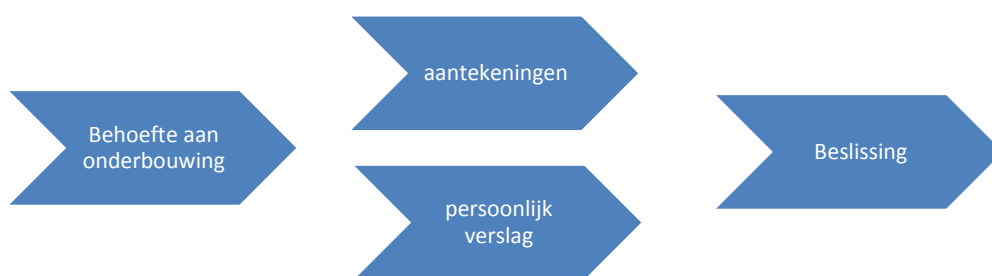 Behoefte aan
onderbouwing
aantekeningen
persoonlijk
verslag
Beslissing